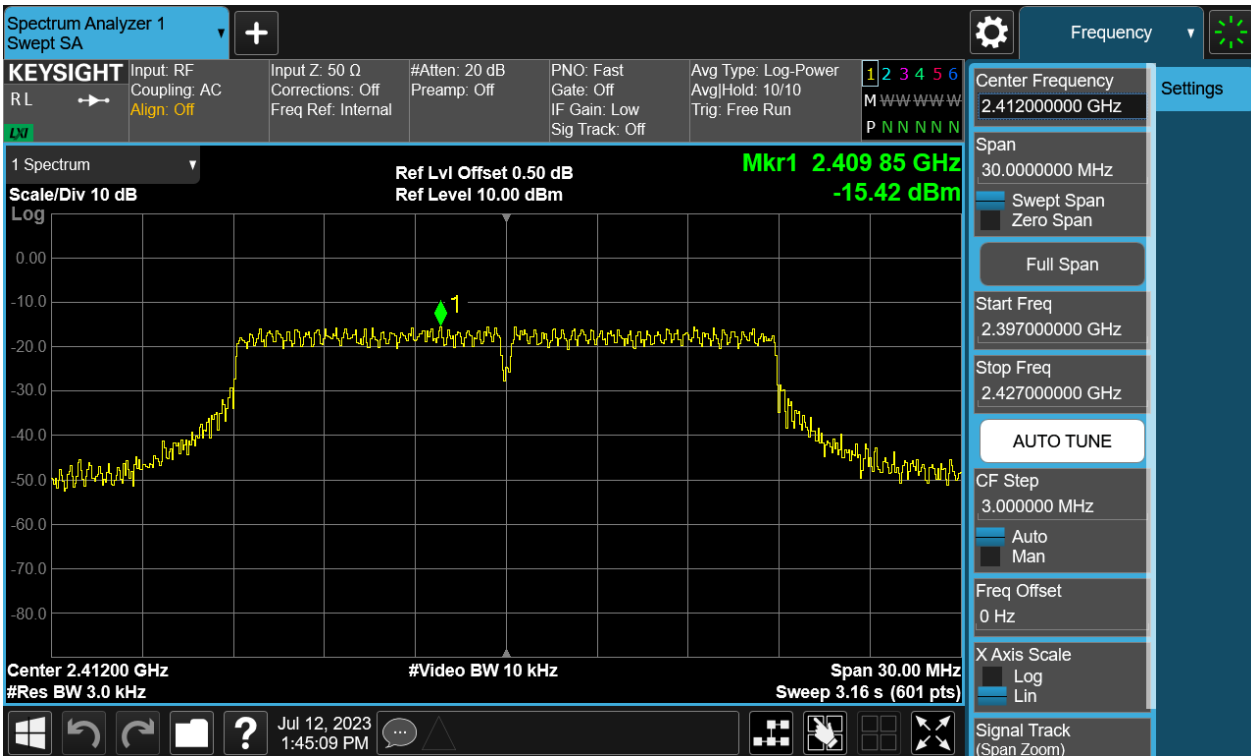 Spectrum Analyzer 1
Swept SA
+
Frequency
KEYSIGHT
R L
LXI
Input: RF
Coupling: AC
Align: Off
Input Z: 50 Ω
Corrections: Off
Freq Ref: Internal
#Atten: 20 dB
Preamp: Off
PNO: Fast
Gate: Off
IF Gain: Low
Sig Track: Off
Avg Type: Log-Power
Avg|Hold: 10/10
Trig: Free Run
1 2 3 4 5 6
M W W W W W
P N N N N N
1 Spectrum
Scale/Div 10 dB
Log
Ref Lvl Offset 0.50 dB
Ref Level 10.00 dBm
Mkr1 2.409 85 GHz
-15.42 dBm
0.00
-10.0
-20.0
-30.0
-40.0
-50.0
-60.0
-70.0
-80.0
1
Center 2.41200 GHz
#Video BW 10 kHz
Span 30.00 MHz
#Res BW 3.0 kHz
Sweep 3.16 s (601 pts)
?
Jul 12, 2023
1:45:09 PM
Center Frequency
2.412000000 GHz
Settings
Span
30.0000000 MHz
Swept Span
Zero Span
Full Span
Start Freq
2.397000000 GHz
Stop Freq
2.427000000 GHz
AUTO TUNE
CF Step
3.000000 MHz
Auto
Man
Freq Offset
0 Hz
X Axis Scale
Log
Lin
Signal Track
(Span Zoom)